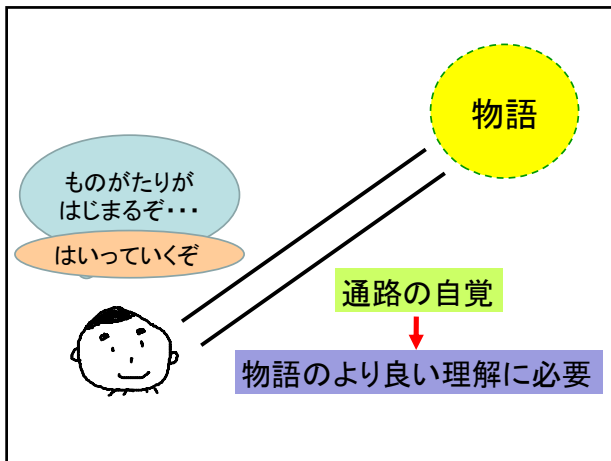 物語
ものがたりが
はじまるぞ・・・
はいっていくぞ
通路の自覚
物語のより良い理解に必要